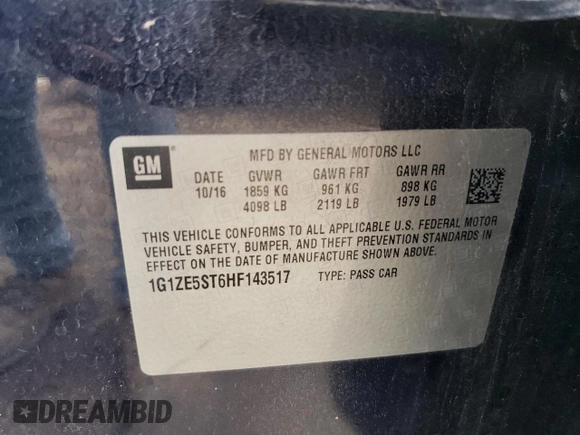 GM
MFD BY GENERAL MOTORS LLC
DATE GVWR GAWR FRT GAWR RR
10/16 1859 KG 961 KG 898 KG
4098 LB 2119 LB 1979 LB
THIS VEHICLE CONFORMS TO ALL APPLICABLE U.S. FEDERAL MOTOR
VEHICLE SAFETY, BUMPER, AND THEFT PREVENTION STANDARDS IN
EFFECT ON THE DATE OF MANUFACTURE SHOWN ABOVE.
1G1ZE5ST6HF143517 TYPE: PASS CAR
DREAMBID